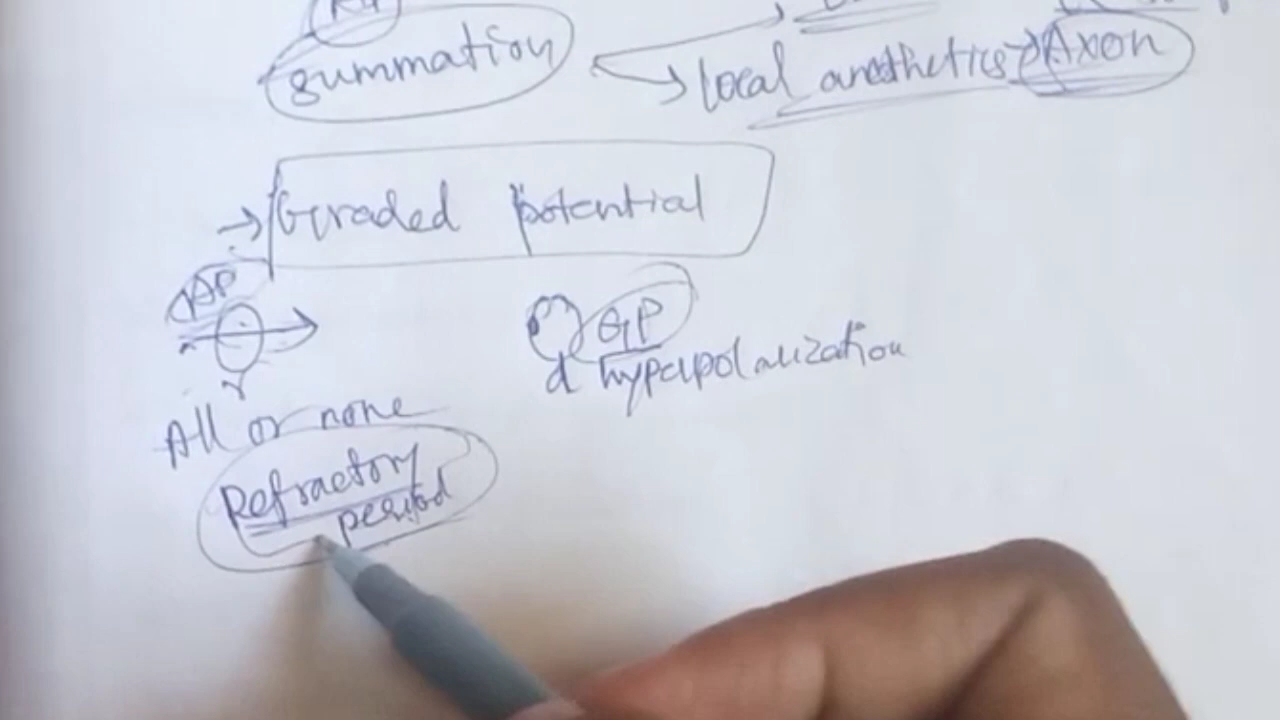 summation
local anesthetics → Axon
→ Graded potential
AP
GP
d hyperpolarization
All or none
Refractory
period